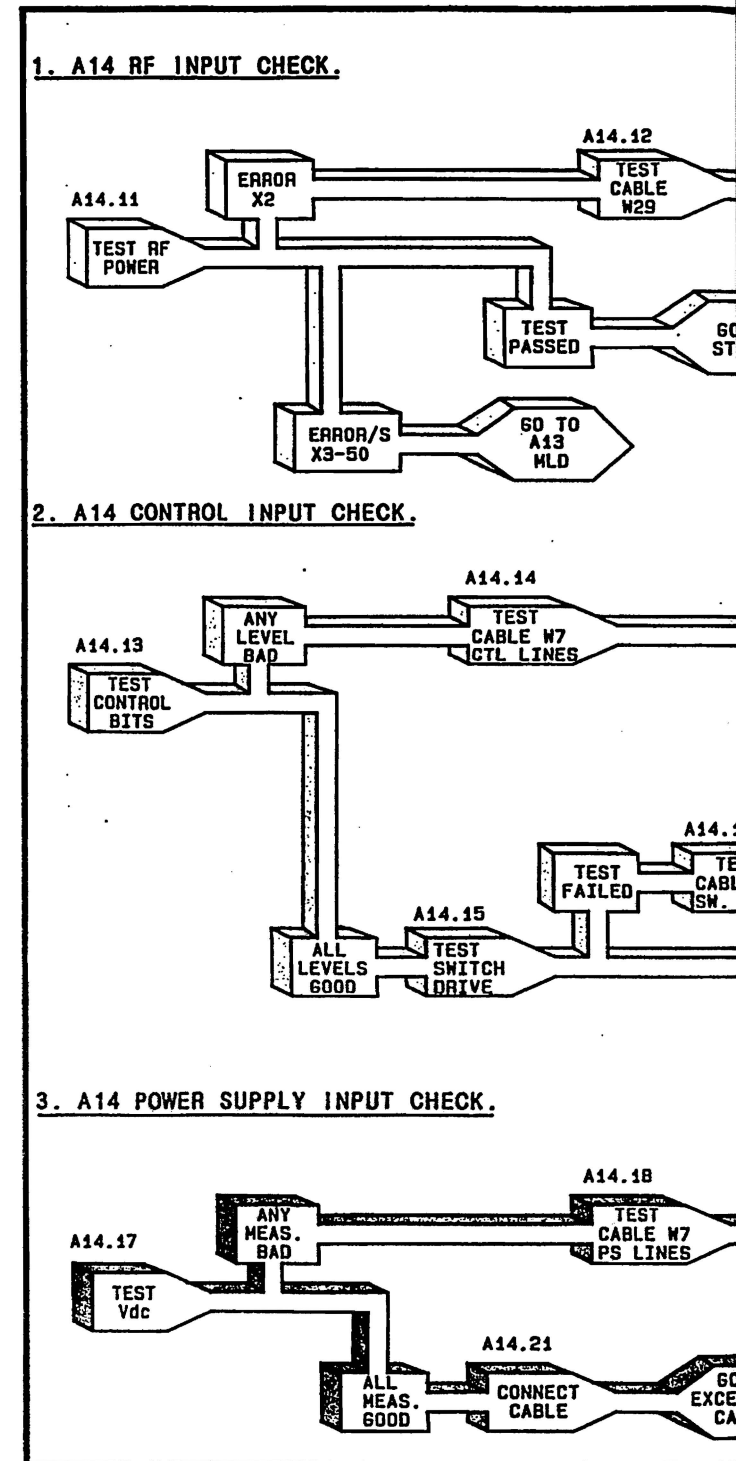 1. A14 RF INPUT CHECK.
A14.12
ERROR
X2
TEST
CABLE
W29
A14.11
TEST RF
POWER
TEST
PASSED
GO TO
A13
MLD
ERROR/S
X3-50
2. A14 CONTROL INPUT CHECK.
A14.14
ANY
LEVEL
BAD
TEST
CABLE W7
CTL LINES
A14.13
TEST
CONTROL
BITS
TEST
FAILED
SW.
A14.15
ALL
LEVELS
GOOD
TEST
SWITCH
DRIVE
3. A14 POWER SUPPLY INPUT CHECK.
A14.18
ANY
MEAS.
BAD
TEST
CABLE W7
PS LINES
A14.17
TEST
Vdc
A14.21
ALL
MEAS.
GOOD
CONNECT
CABLE